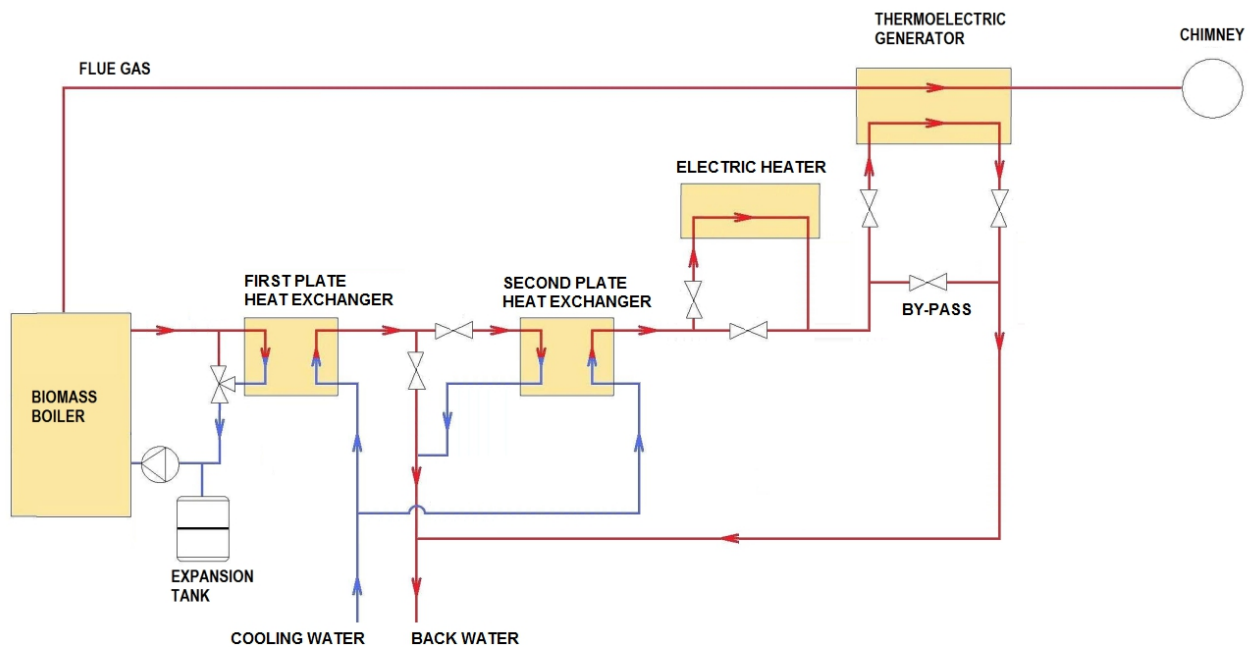 THERMOELECTRIC
GENERATOR
CHIMNEY
FLUE GAS
ELECTRIC HEATER
FIRST PLATE
HEAT EXCHANGER
SECOND PLATE
HEAT EXCHANGER
BY-PASS
BIOMASS
BOILER
EXPANSION
TANK
COOLING WATER
BACK WATER